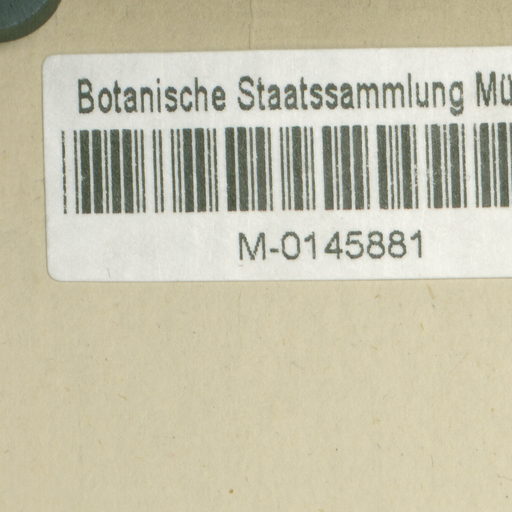 Botanische Staatssammlung Mü
M-0145881